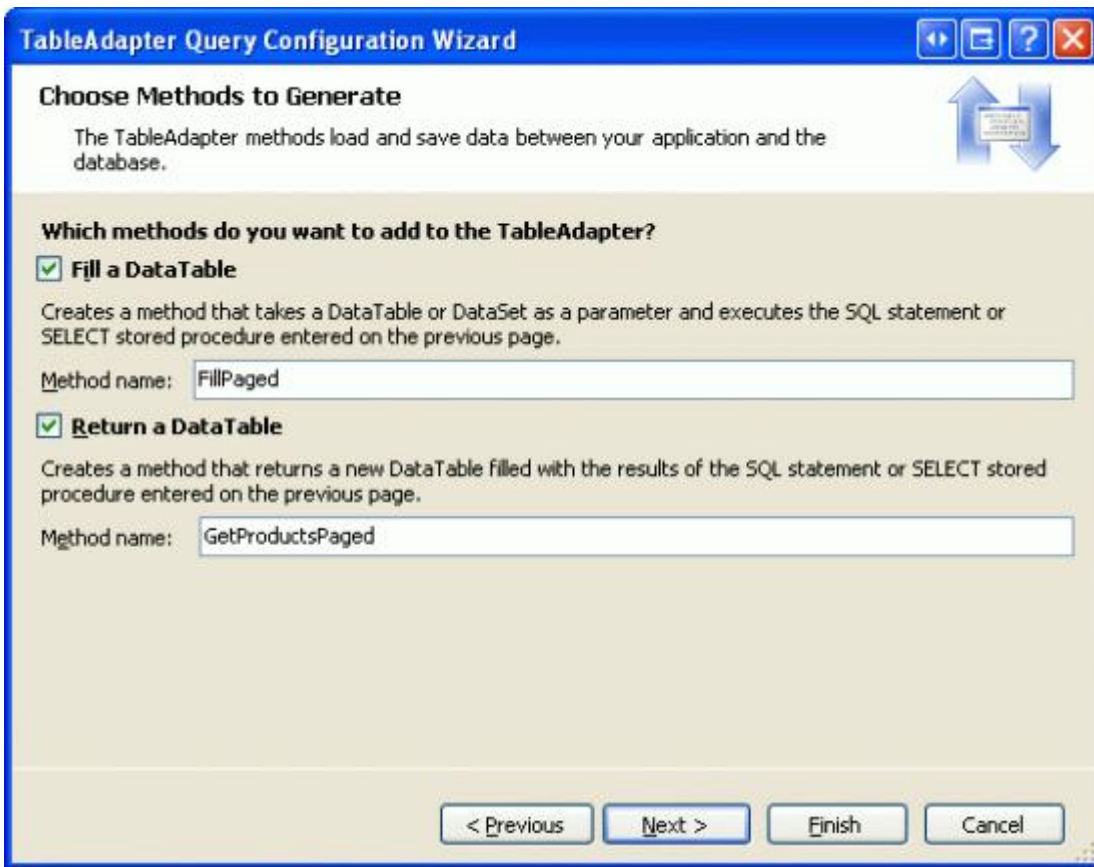 TableAdapter Query Configuration Wizard
Choose Methods to Generate
The TableAdapter methods load and save data between your application and the
database.
Which methods do you want to add to the TableAdapter?
Fill a DataTable
Creates a method that takes a DataTable or DataSet as a parameter and executes the SQL statement or
SELECT stored procedure entered on the previous page.
Method name: FillPaged
Return a DataTable
Creates a method that returns a new DataTable filled with the results of the SQL statement or SELECT stored
procedure entered on the previous page.
Method name: GetProductsPaged
< Previous Next > Finish Cancel